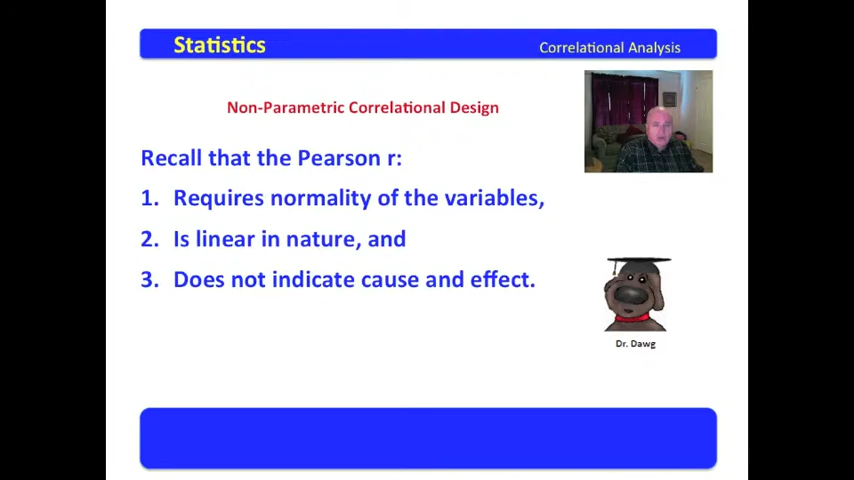 Statistics
Correlational Analysis
Non-Parametric Correlational Design
Recall that the Pearson r:
1. Requires normality of the variables,
2. Is linear in nature, and
3. Does not indicate cause and effect.
Dr. Dawg